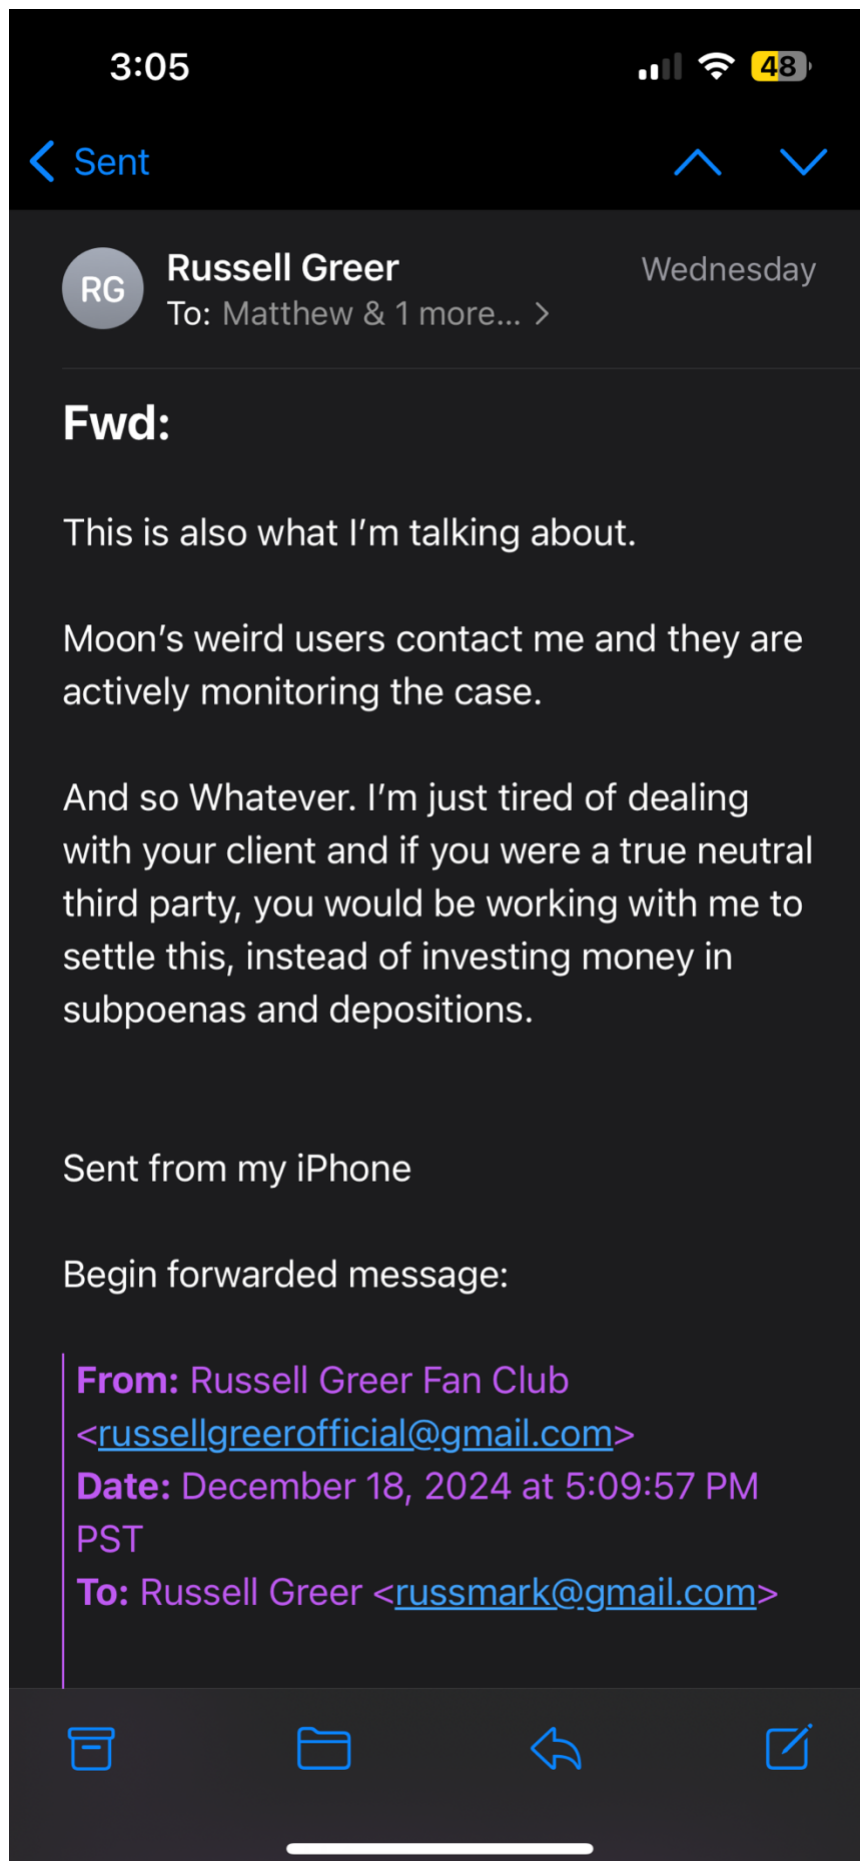 3:05
48
Sent
RG
Russell Greer
Wednesday
To: Matthew & 1 more...
Fwd:
This is also what I'm talking about.
Moon's weird users contact me and they are
actively monitoring the case.
And so Whatever. I'm just tired of dealing
with your client and if you were a true neutral
third party, you would be working with me to
settle this, instead of investing money in
subpoenas and depositions.
Sent from my iPhone
Begin forwarded message:
From: Russell Greer Fan Club
<russellgreerofficial@gmail.com>
Date: December 18, 2024 at 5:09:57 PM
PST
To: Russell Greer <russmark@gmail.com>